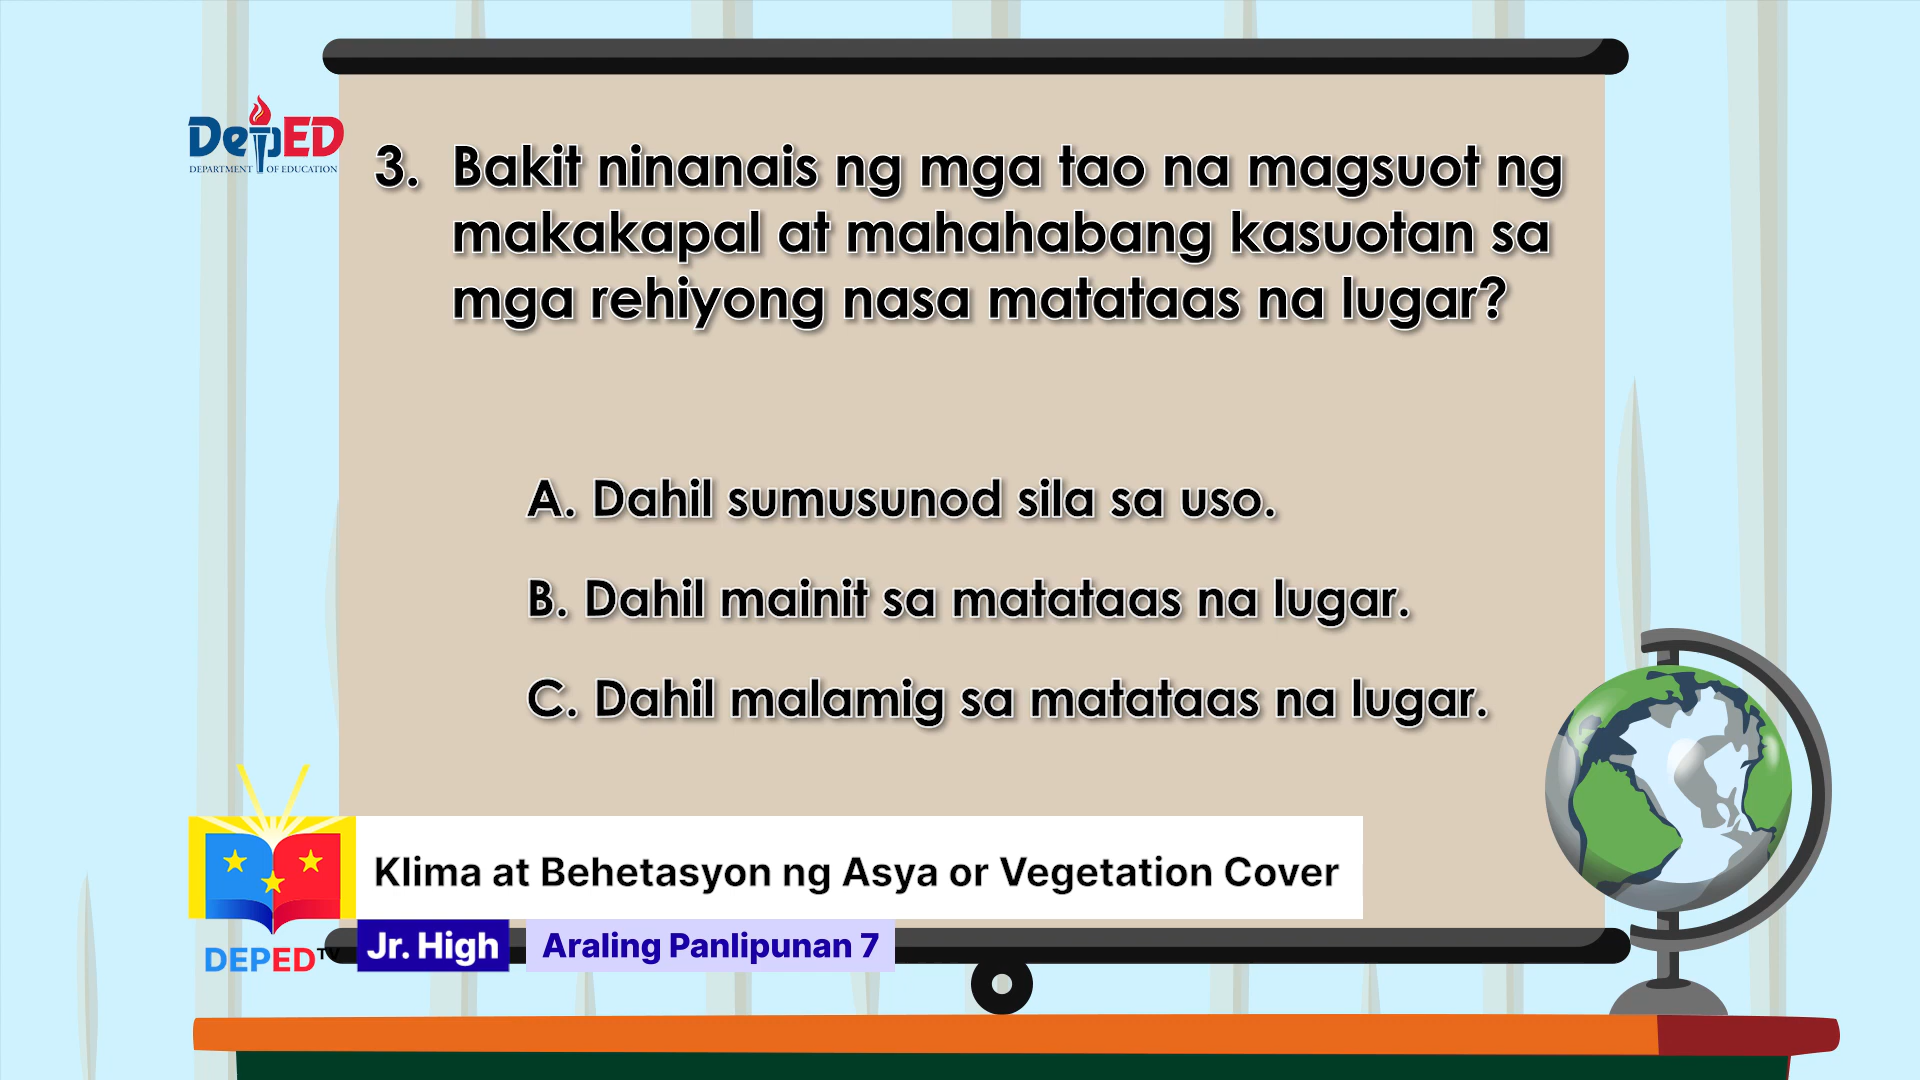 DepED
DEPARTMENT OF EDUCATION
3. Bakit ninanais ng mga tao na magsuot ng
makakapal at mahahabang kasuotan sa
mga rehiyong nasa matataas na lugar?
A. Dahil sumusunod sila sa uso.
B. Dahil mainit sa matataas na lugar.
C. Dahil malamig sa matataas na lugar.
Klima at Behetasyon ng Asya or Vegetation Cover
Jr. High Araling Panlipunan 7
DEPED TV